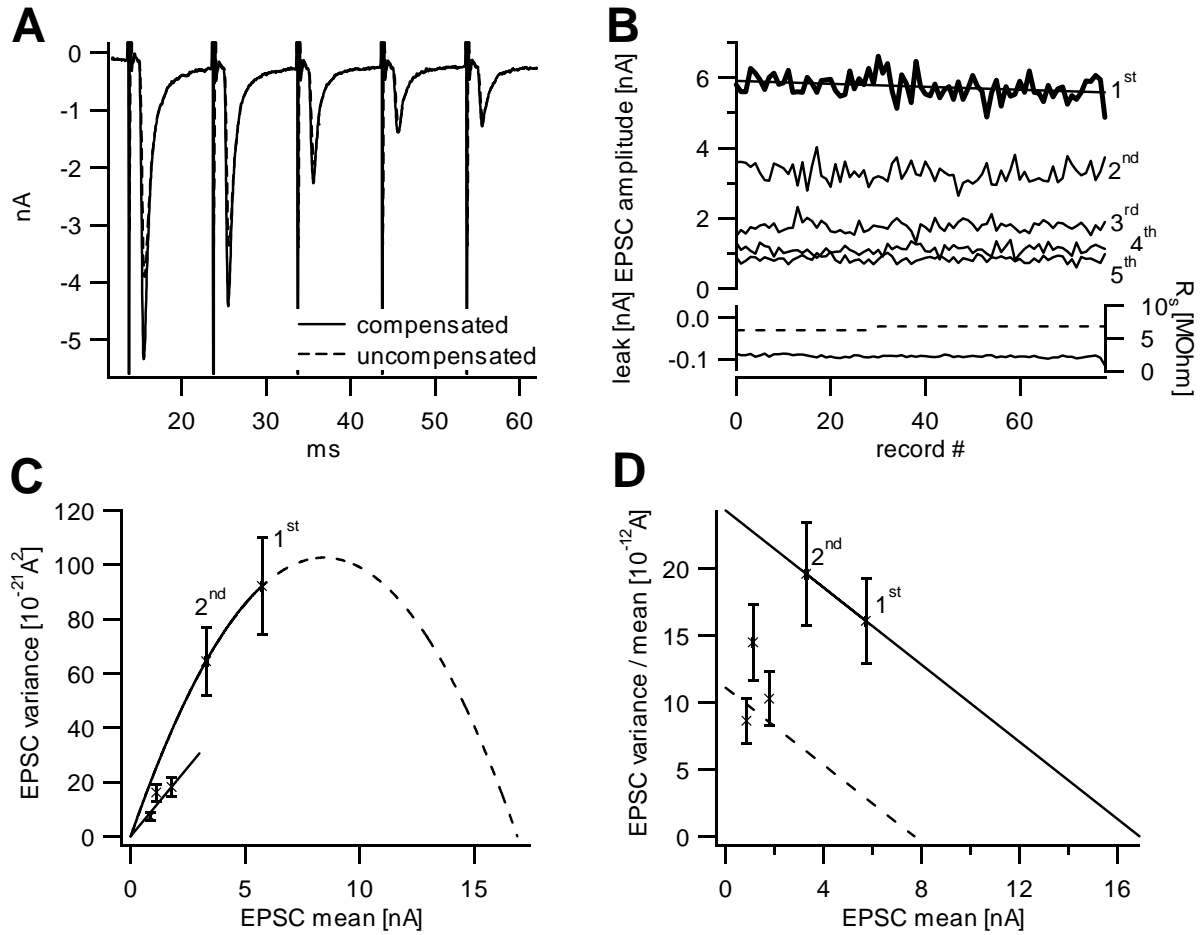 A
0
-1
-2
-3
-4
-5
nA
compensated
uncompensated
20 30 40 50 60
ms
B
6
4
2
0
EPSC amplitude [nA]
1st
2nd
3rd
4th
5th
0.0
-0.1
leak [nA]
10
5
0
Rs [MOhm]
0 20 40 60
record #
C
120
100
80
60
40
20
0
EPSC variance [10-21A2]
1st
2nd
0 5 10 15
EPSC mean [nA]
D
20
15
10
5
0
EPSC variance / mean [10-12A]
2nd
1st
0 4 8 12 16
EPSC mean [nA]